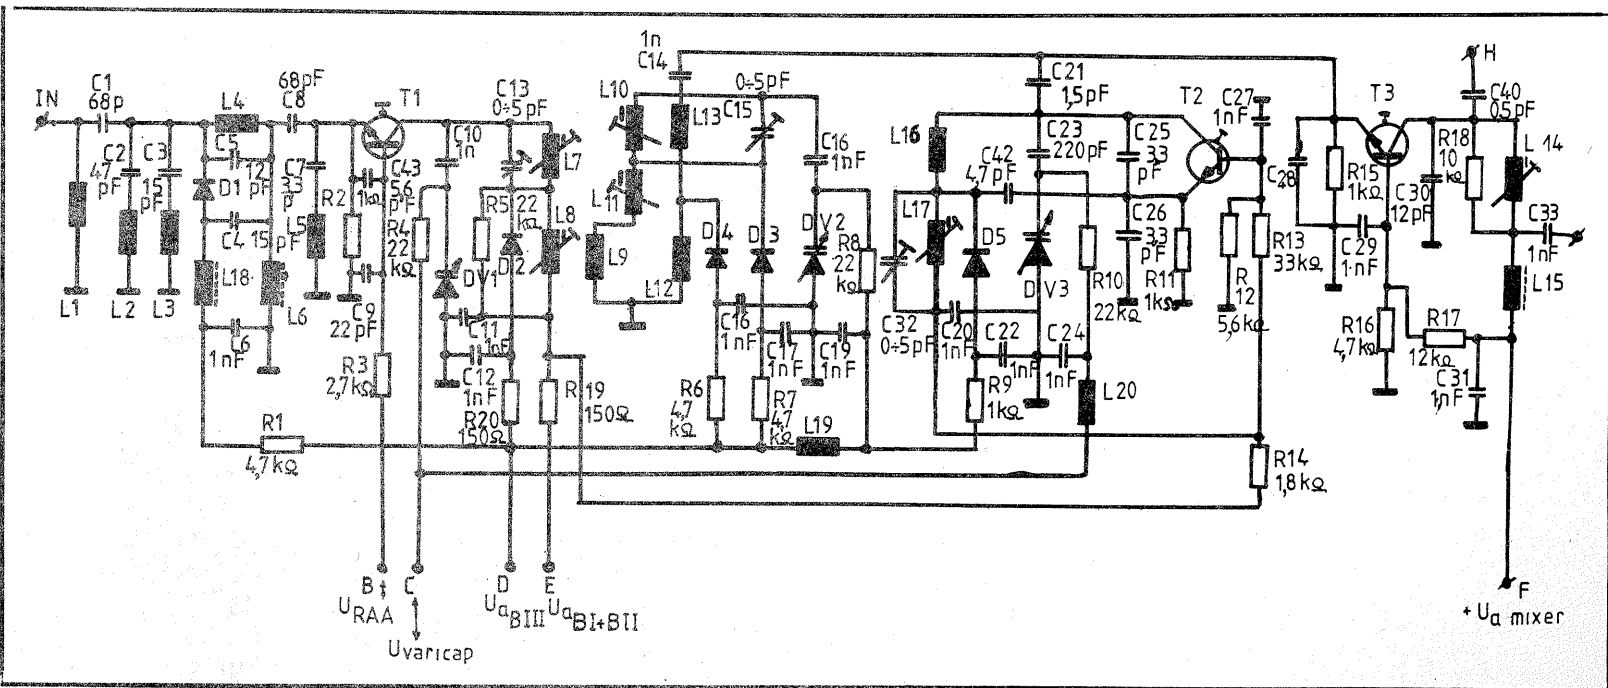 IN
C1
68p
L4
68pF
C8
T1
C13
0÷5pF
1n
C14
L10
L13
0÷5pF
C15
C16
1nF
L16
C21
1,5pF
C23
220pF
C42
4,7pF
C25
33
pF
T2
C27
1nF
T3
H
C40
0,5pF
C2
47
pF
C3
15
pF
C5
12
pF
D1
C4
15 pF
C7
33
p
R2
1kΩ
C43
5,6
pF
R4
22
kΩ
C10
1n
L7
R5
22
kΩ
D2
L8
DV1
L11
L9
L12
D4
D3
DV2
R8
22
kΩ
L17
D5
DV3
C26
33
pF
R11
1kΩ
R10
22kΩ
R
12
5,6kΩ
R13
33kΩ
C28
R15
1kΩ
C29
1nF
C30
12pF
R18
10
kΩ
L14
C33
1nF
L15
L1
L2
L3
L18
L5
L6
C6
1nF
C9
22pF
R3
2,7kΩ
C11
1nF
C12
1nF
R20
150Ω
R19
150Ω
C16
1nF
C17
1nF
C19
1nF
R6
4,7
kΩ
R7
4,7
kΩ
L19
C32
0÷5pF
C20
1nF
C22
1nF
C24
1nF
R9
1kΩ
L20
R16
4,7kΩ
R17
12kΩ
C31
1nF
R1
4,7kΩ
R14
1,8kΩ
B
C
D
E
URAA
UaBIII
UaBI+BII
Uvaricap
F
+Ua mixer